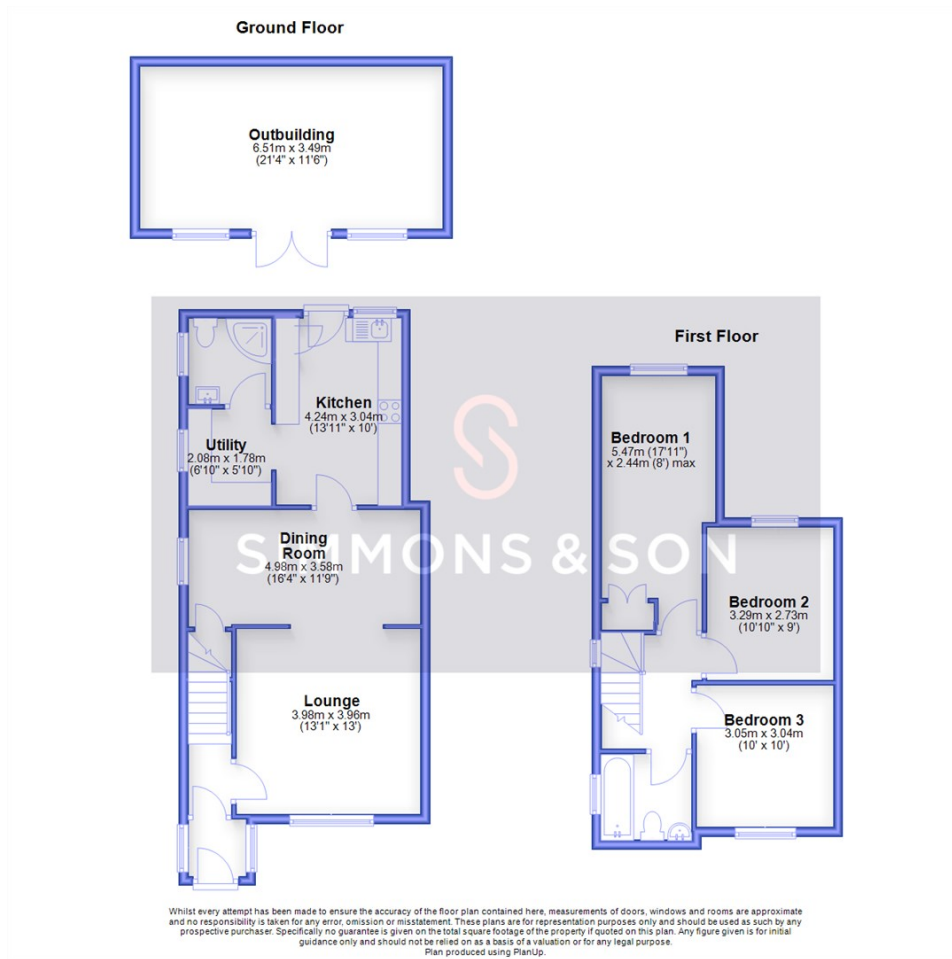 Ground Floor
Outbuilding
6.51m x 3.49m
(21'4" x 11'6")
First Floor
Kitchen
4.24m x 3.04m
(13'11" x 10')
Utility
2.08m x 1.78m
(6'10" x 5'10")
Bedroom 1
5.47m (17'11")
x 2.44m (8') max
Dining
Room
4.98m x 3.58m
(16'4" x 11'9")
SIMMONS & SON
Bedroom 2
3.29m x 2.73m
(10'10" x 9')
Lounge
3.98m x 3.96m
(13'1" x 13')
Bedroom 3
3.05m x 3.04m
(10' x 10')
Whilst every attempt has been made to ensure the accuracy of the floor plan contained here, measurements of doors, windows and rooms are approximate
and no responsibility is taken for any error, omission or misstatement. These plans are for representation purposes only and should be used as such by any
prospective purchaser. Specifically no guarantee is given on the total square footage of the property if quoted on this plan. Any figure given is for initial
guidance only and should not be relied on as a basis of a valuation or for any legal purpose.
Plan produced using PlanUp.